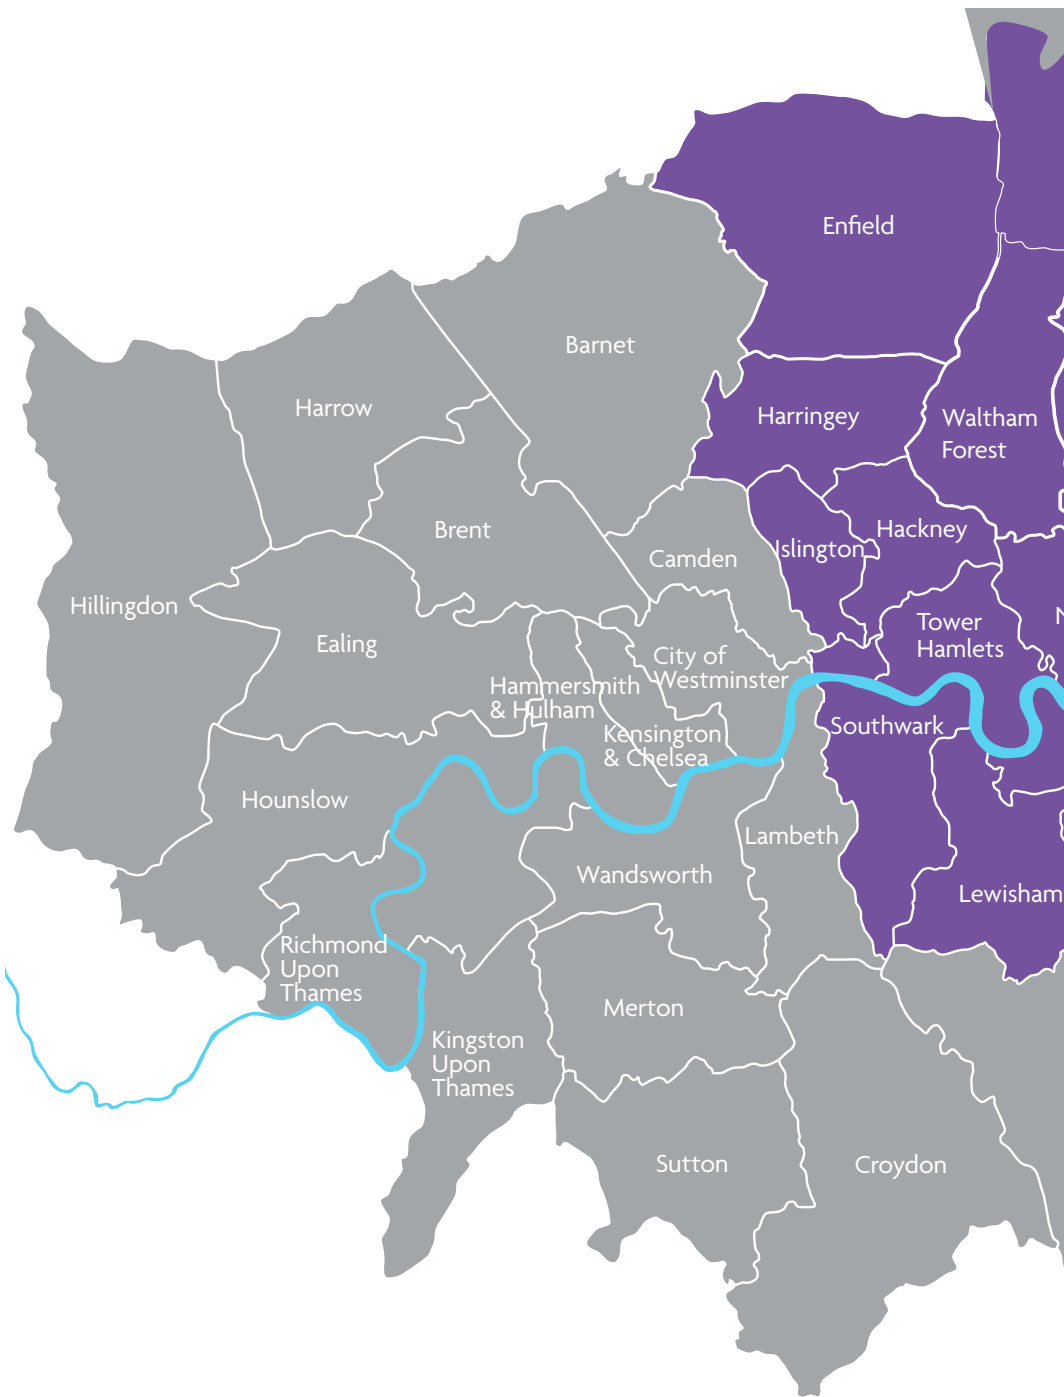 Enfield
Barnet
Harrow
Harringey
Waltham
Forest
Brent
Hackney
Islington
Camden
Hillingdon
Tower
Hamlets
N
Ealing
City of
Westminster
Hammersmith
& Hulham
Southwark
Kensington
& Chelsea
Hounslow
Lambeth
Wandsworth
Lewisham
Richmond
Upon
Thames
Merton
Kingston
Upon
Thames
Sutton
Croydon